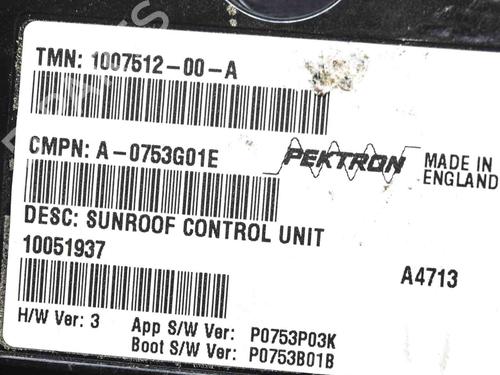 TMN: 1007512-00-A
CMPN: A-0753G01E
PEKTRON
MADE IN
ENGLAND
DESC: SUNROOF CONTROL UNIT
10051937
A4713
H/W Ver: 3
App S/W Ver: P0753P03K
Boot S/W Ver: P0753B01B